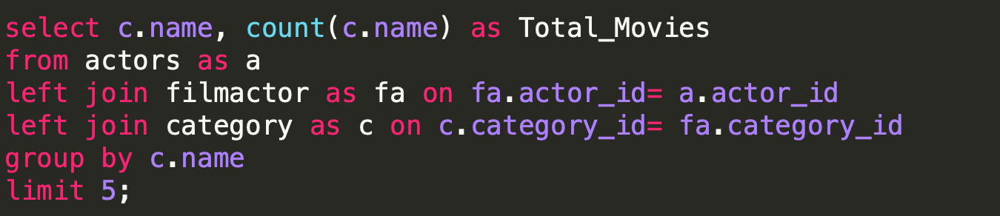 select c.name, count(c.name) as Total_Movies
from actors as a
left join filmactor as fa on fa.actor_id= a.actor_id
left join category as c on c.category_id= fa.category_id
group by c.name
limit 5;